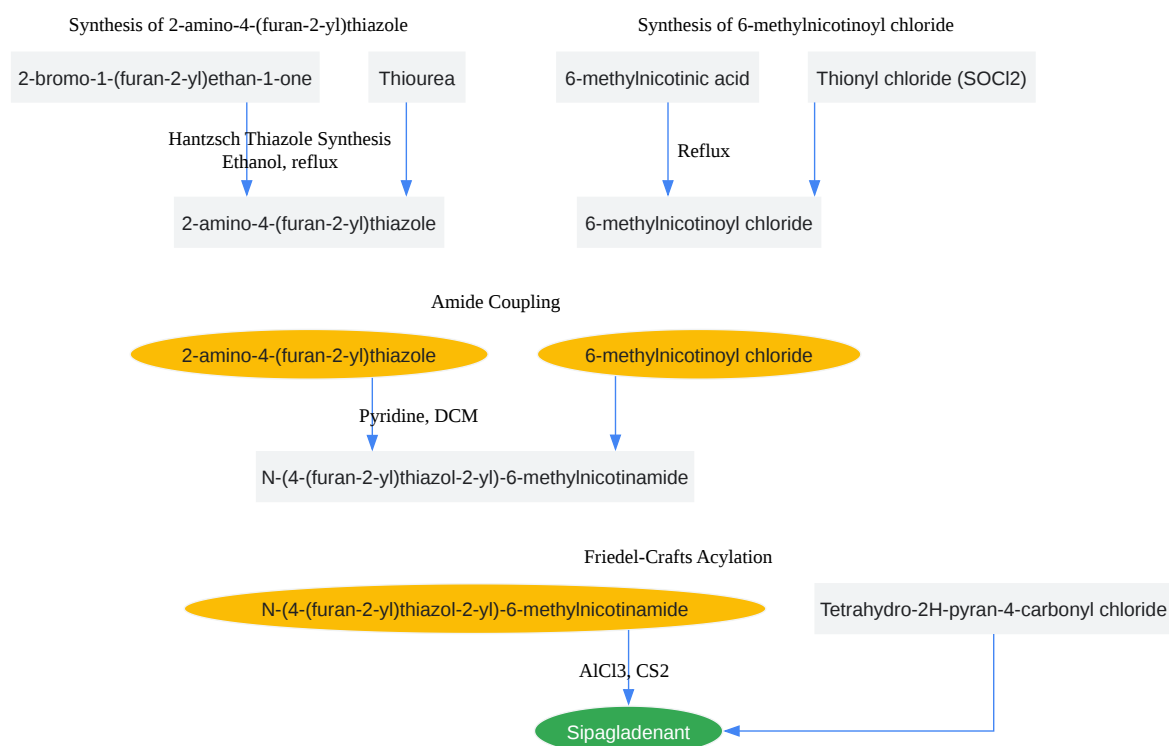 Synthesis of 2-amino-4-(furan-2-yl)thiazole
Synthesis of 6-methylnicotinoyl chloride
2-bromo-1-(furan-2-yl)ethan-1-one
Thiourea
6-methylnicotinic acid
Thionyl chloride (SOCl2)
Hantzsch Thiazole Synthesis
Ethanol, reflux
Reflux
2-amino-4-(furan-2-yl)thiazole
6-methylnicotinoyl chloride
Amide Coupling
2-amino-4-(furan-2-yl)thiazole
6-methylnicotinoyl chloride
Pyridine, DCM
N-(4-(furan-2-yl)thiazol-2-yl)-6-methylnicotinamide
Friedel-Crafts Acylation
N-(4-(furan-2-yl)thiazol-2-yl)-6-methylnicotinamide
Tetrahydro-2H-pyran-4-carbonyl chloride
AlCl3, CS2
Sipagladenant